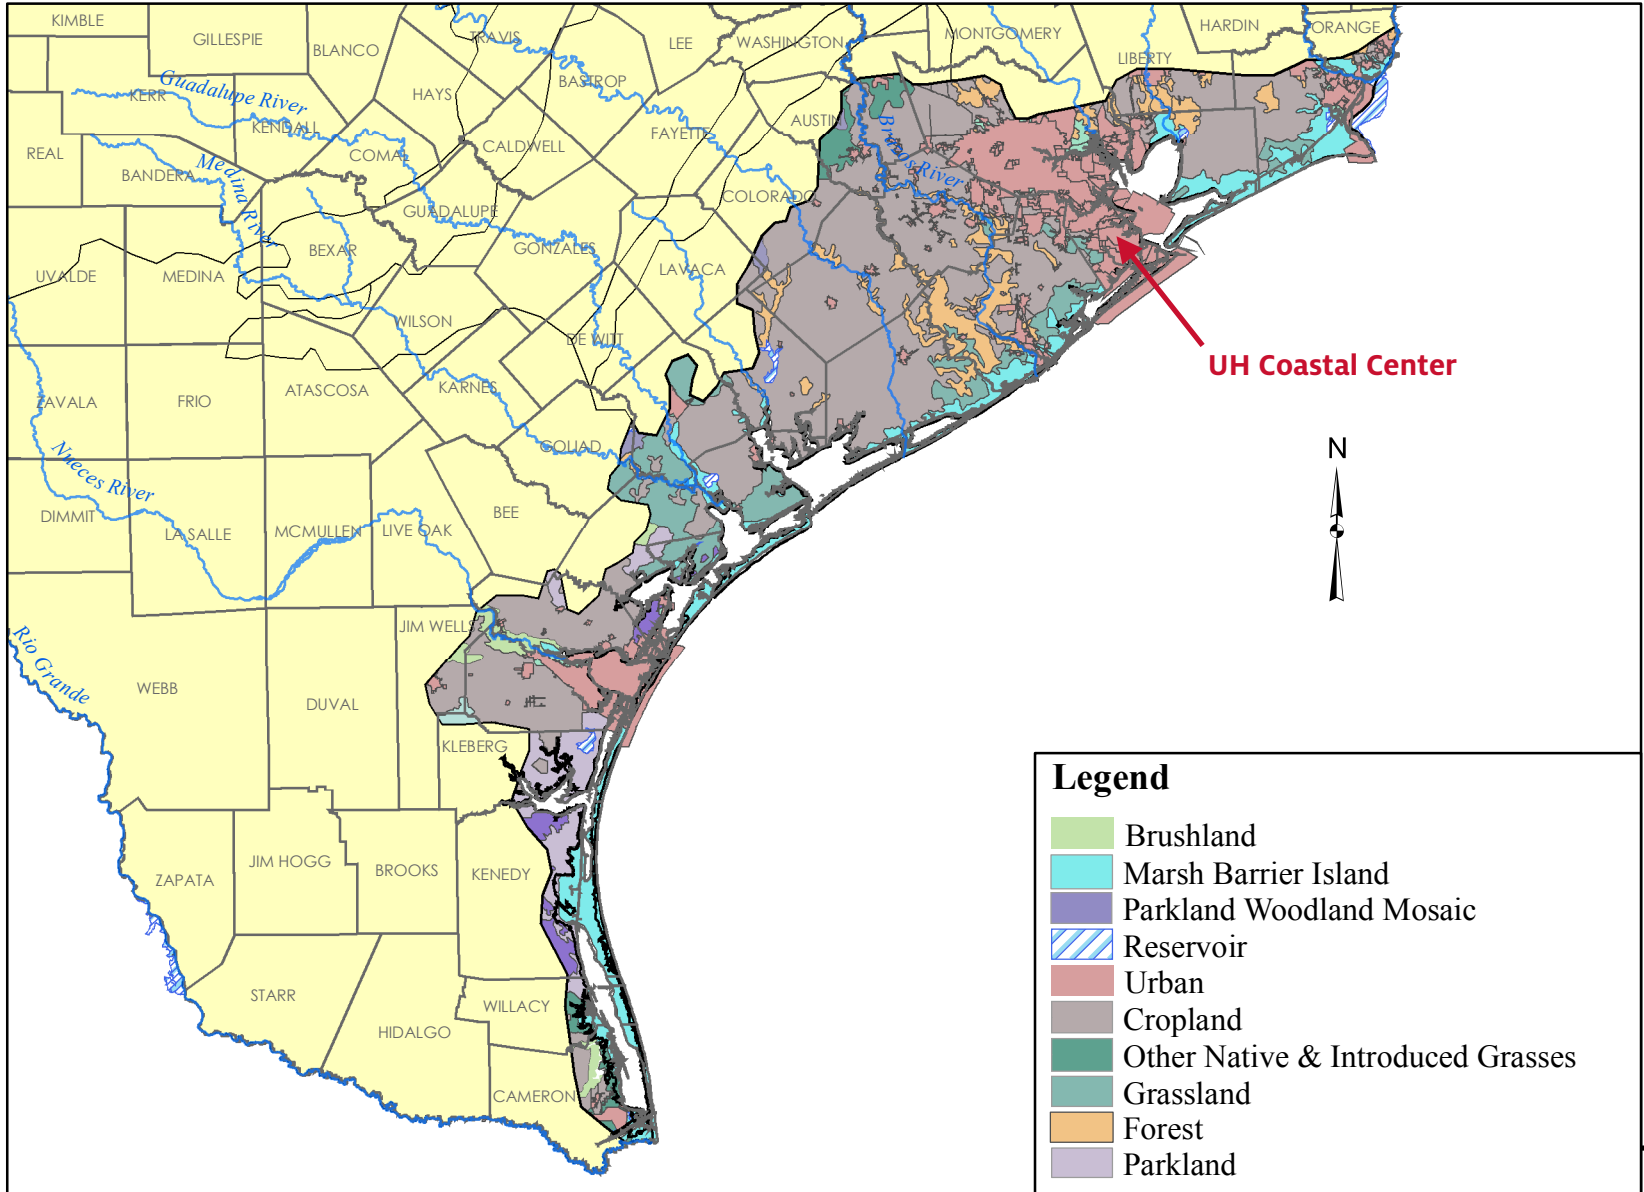 KIMBLE
GILLESPIE
BLANCO
TRAVIS
LEE
WASHINGTON
MONTGOMERY
HARDIN
ORANGE
LIBERTY
BASTROP
HAYS
KERR
Guadalupe River
KENDALL
COMAL
CALDWELL
FAYETTE
AUSTIN
REAL
BANDERA
Medina River
Brazos River
COLORADO
GUADALUPE
GONZALES
BEXAR
UVALDE
MEDINA
LAVACA
WILSON
DE WITT
UH Coastal Center
ZAVALA
FRIO
ATASCOSA
KARNES
GOLIAD
N
Nueces River
DIMMIT
LA SALLE
MCMULLEN
LIVE OAK
BEE
JIM WELLS
Rio Grande
WEBB
DUVAL
KLEBERG
ZAPATA
JIM HOGG
BROOKS
KENEDY
STARR
HIDALGO
WILLACY
CAMERON
Legend
Brushland
Marsh Barrier Island
Parkland Woodland Mosaic
Reservoir
Urban
Cropland
Other Native & Introduced Grasses
Grassland
Forest
Parkland